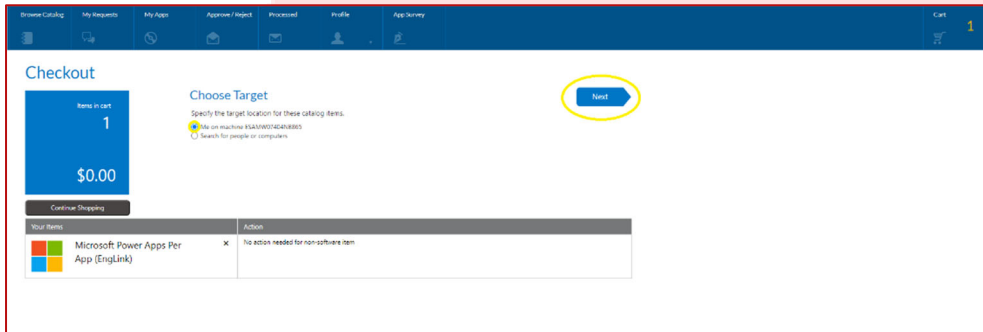 Browse Catalog My Requests My Apps Approve / Reject Processed Profile App Survey Cart
1
Checkout
Items in cart
1
$0.00
Continue Shopping
Choose Target
Specify the target location for these catalog items.
Me on machine #SAMW07404NR865
Search for people or computers
Next
Your Items Action
Microsoft Power Apps Per
App (EngLink)
× No action needed for non-software item